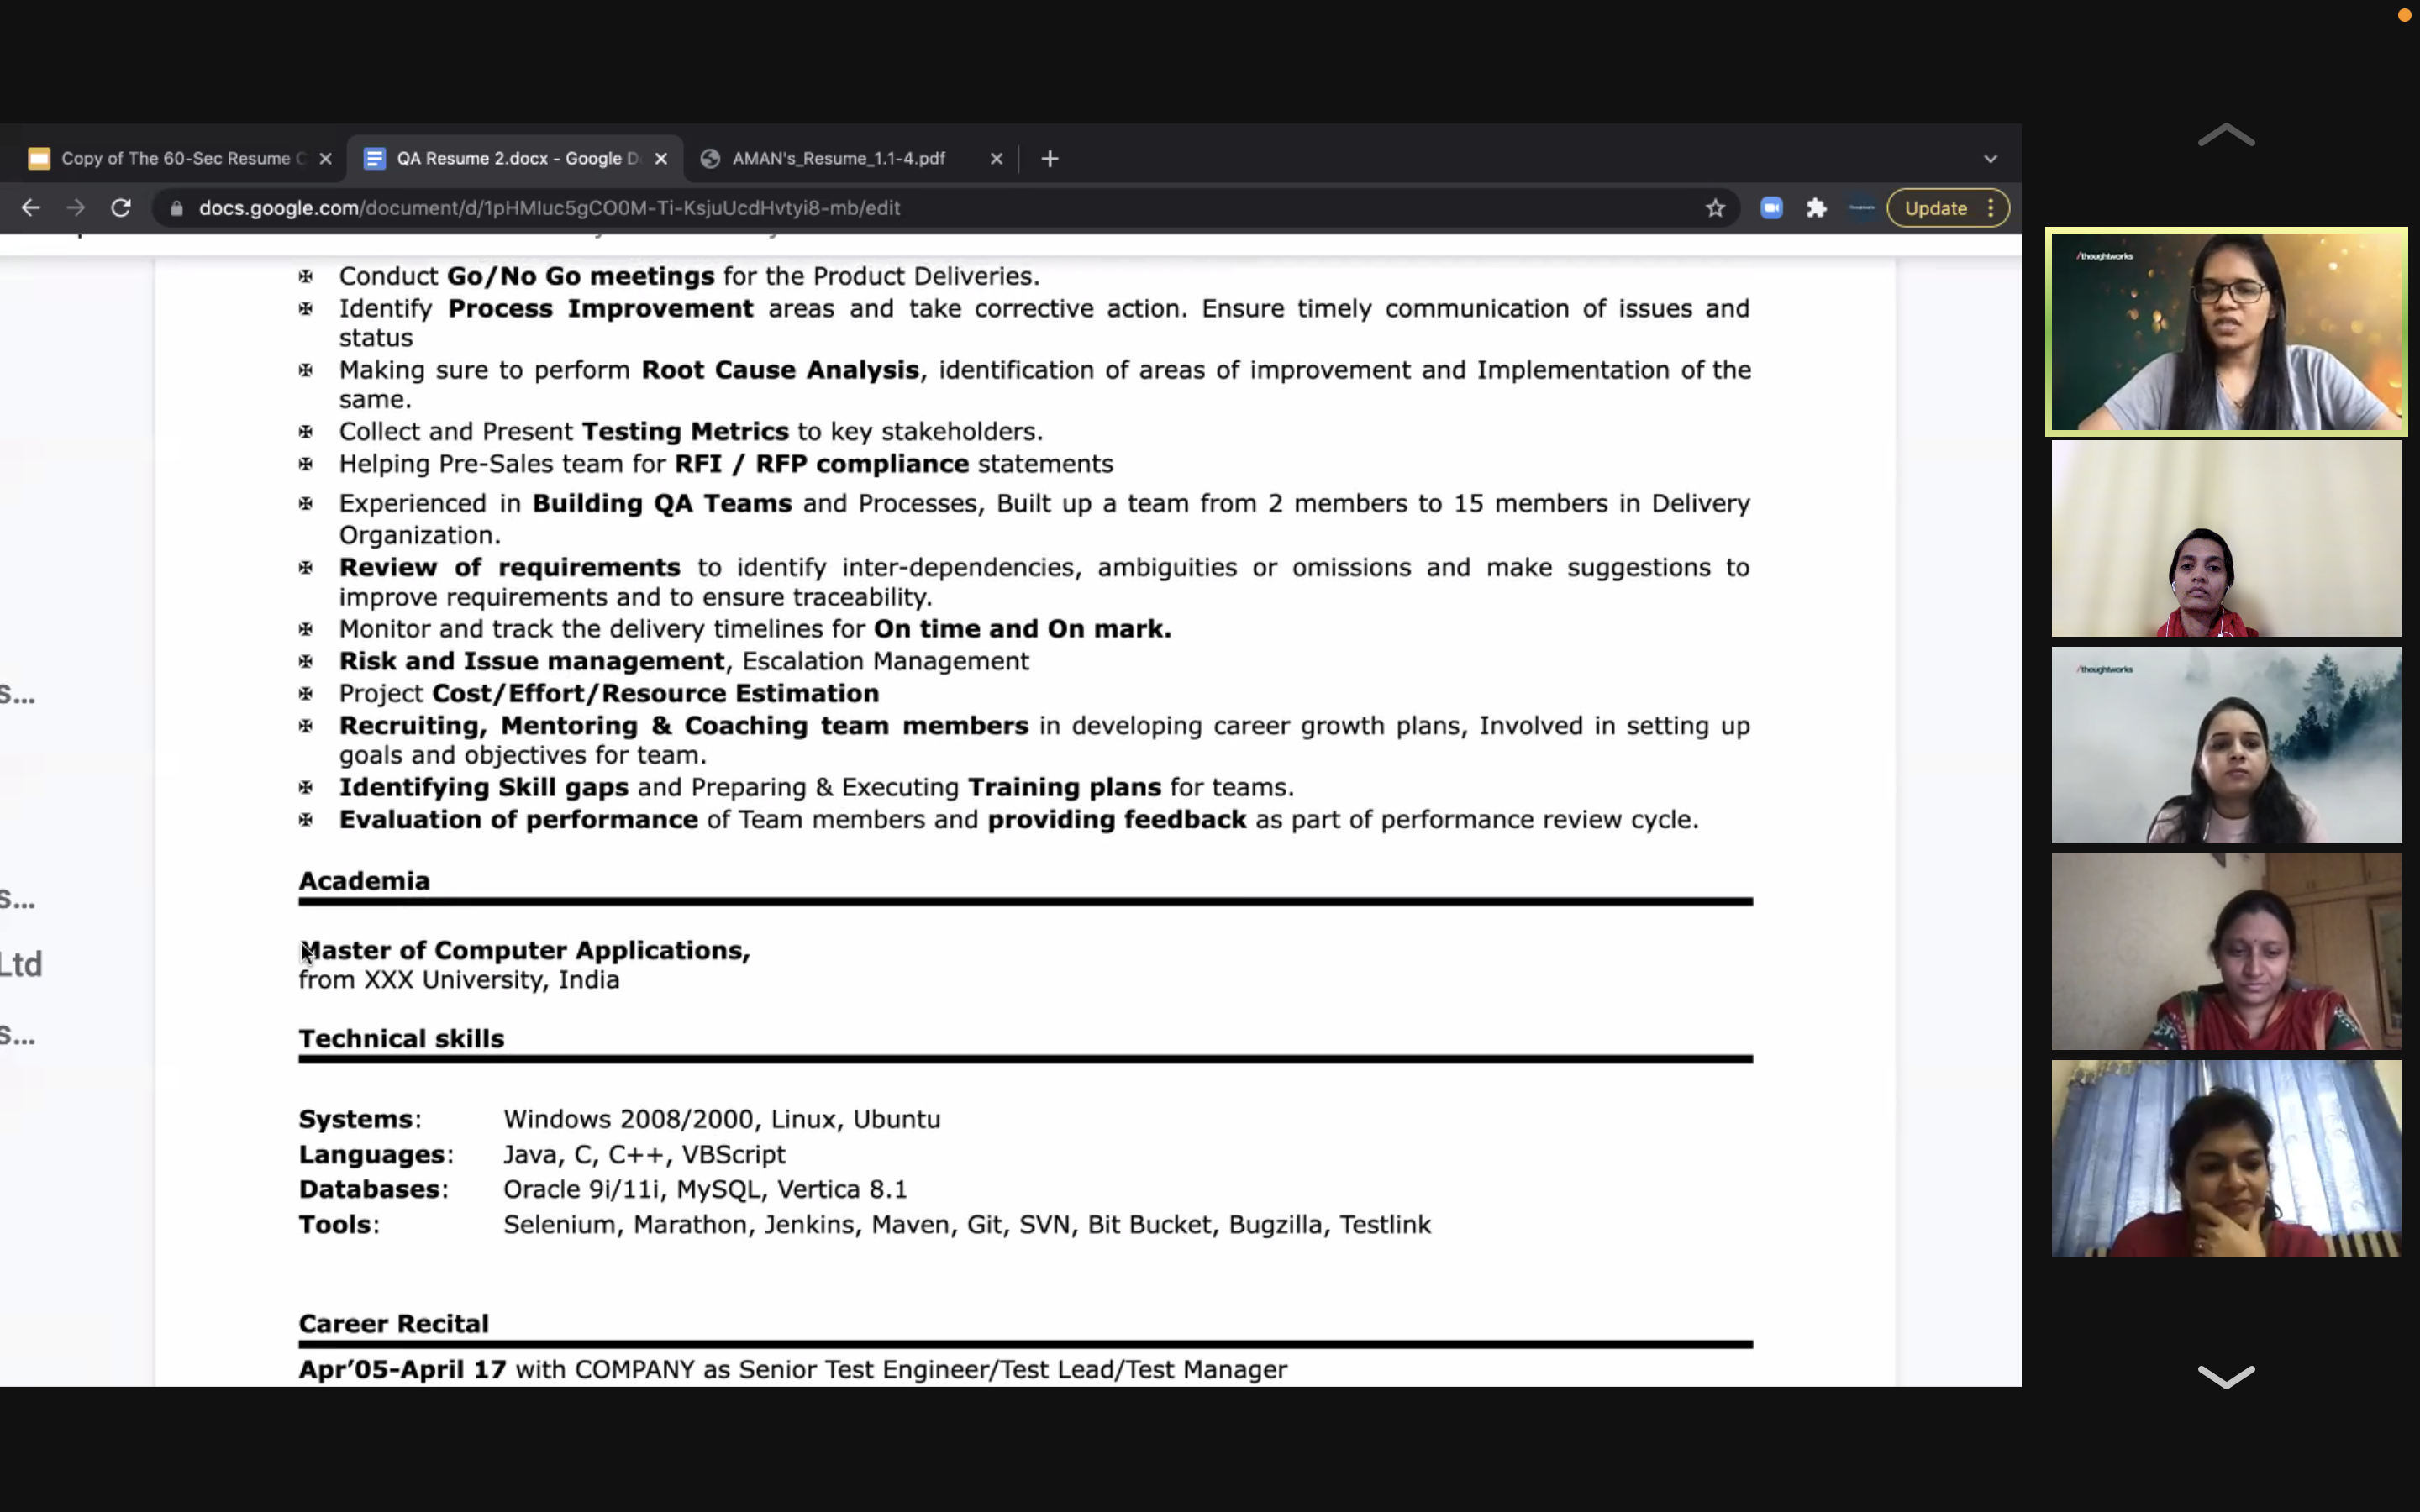 Copy of The 60-Sec Resume
QA Resume 2.docx - Google D
AMAN's_Resume_1.1-4.pdf
docs.google.com/document/d/1pHMluc5gCO0M-Ti-KsjuUcdHvtyi8-mb/edit
Update
✠ Conduct Go/No Go meetings for the Product Deliveries.
✠ Identify Process Improvement areas and take corrective action. Ensure timely communication of issues and
status
✠ Making sure to perform Root Cause Analysis, identification of areas of improvement and Implementation of the
same.
✠ Collect and Present Testing Metrics to key stakeholders.
✠ Helping Pre-Sales team for RFI / RFP compliance statements
✠ Experienced in Building QA Teams and Processes, Built up a team from 2 members to 15 members in Delivery
Organization.
✠ Review of requirements to identify inter-dependencies, ambiguities or omissions and make suggestions to
improve requirements and to ensure traceability.
✠ Monitor and track the delivery timelines for On time and On mark.
✠ Risk and Issue management, Escalation Management
✠ Project Cost/Effort/Resource Estimation
✠ Recruiting, Mentoring & Coaching team members in developing career growth plans, Involved in setting up
goals and objectives for team.
✠ Identifying Skill gaps and Preparing & Executing Training plans for teams.
✠ Evaluation of performance of Team members and providing feedback as part of performance review cycle.
Academia
Master of Computer Applications,
from XXX University, India
Technical skills
Systems: Windows 2008/2000, Linux, Ubuntu
Languages: Java, C, C++, VBScript
Databases: Oracle 9i/11i, MySQL, Vertica 8.1
Tools: Selenium, Marathon, Jenkins, Maven, Git, SVN, Bit Bucket, Bugzilla, Testlink
Career Recital
Apr'05-April 17 with COMPANY as Senior Test Engineer/Test Lead/Test Manager
s...
s...
Ltd
s...
/thoughtworks
/thoughtworks